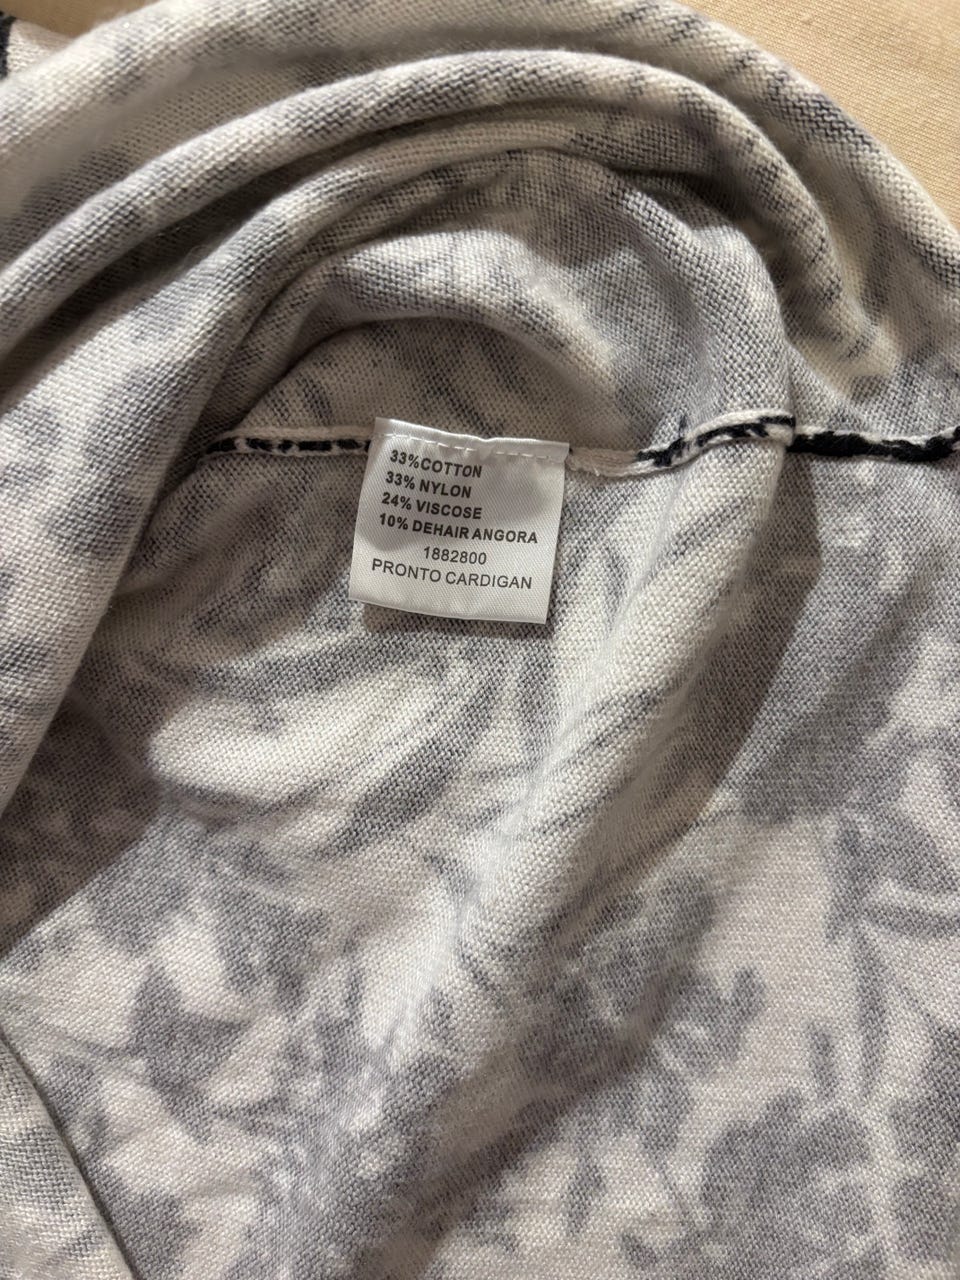 33%COTTON
33% NYLON
24% VISCOSE
10% DEHAIR ANGORA
1882800
PRONTO CARDIGAN